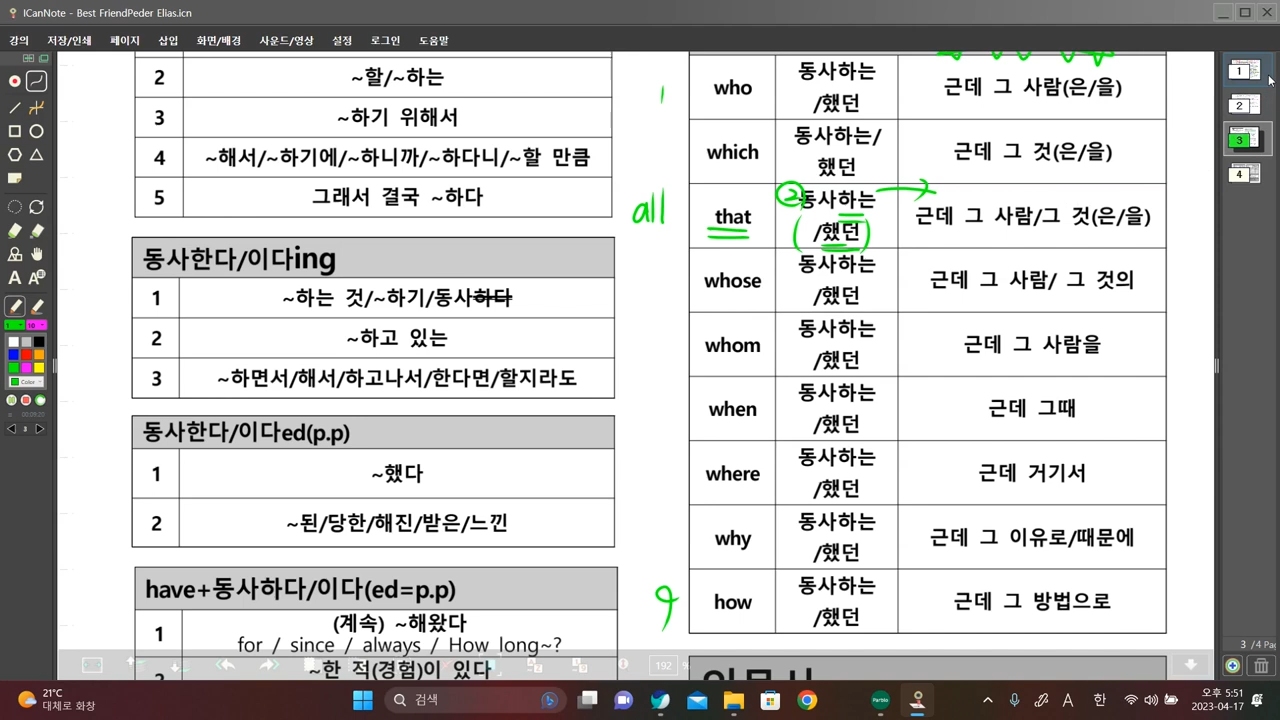 ICanNote - Best FriendPeder Elias.icn
강의 저장/인쇄 페이지 삽입 화면/배경 사운드/영상 설정 로그인 도움말
2 ~할/~하는
3 ~하기 위해서
4 ~해서/~하기에/~하니까/~하다니/~할 만큼
5 그래서 결국 ~하다
동사한다/이다ing
1 ~하는 것/~하기/동사하다
2 ~하고 있는
3 ~하면서/해서/하고나서/한다면/할지라도
동사한다/이다ed(p.p)
1 ~했다
2 ~된/당한/해진/받은/느낀
have+동사하다/이다(ed=p.p)
1 (계속) ~해왔다
for / since / always / How long~?
2 ~한 적(경험)이 있다
who 동사하는
/했던 근데 그 사람(은/을)
which 동사하는/
했던 근데 그 것(은/을)
all that ② 동사하는
/했던 근데 그 사람/그 것(은/을)
whose 동사하는
/했던 근데 그 사람/ 그 것의
whom 동사하는
/했던 근데 그 사람을
when 동사하는
/했던 근데 그때
where 동사하는
/했던 근데 거기서
why 동사하는
/했던 근데 그 이유로/때문에
how 동사하는
/했던 근데 그 방법으로
9
1
2
3
4
A A
1 10
Color
00:09:27
3
192 %
3 /4 Pag
21°C
대체로 화창
검색
Parblo
A 한
오후 5:51
2023-04-17